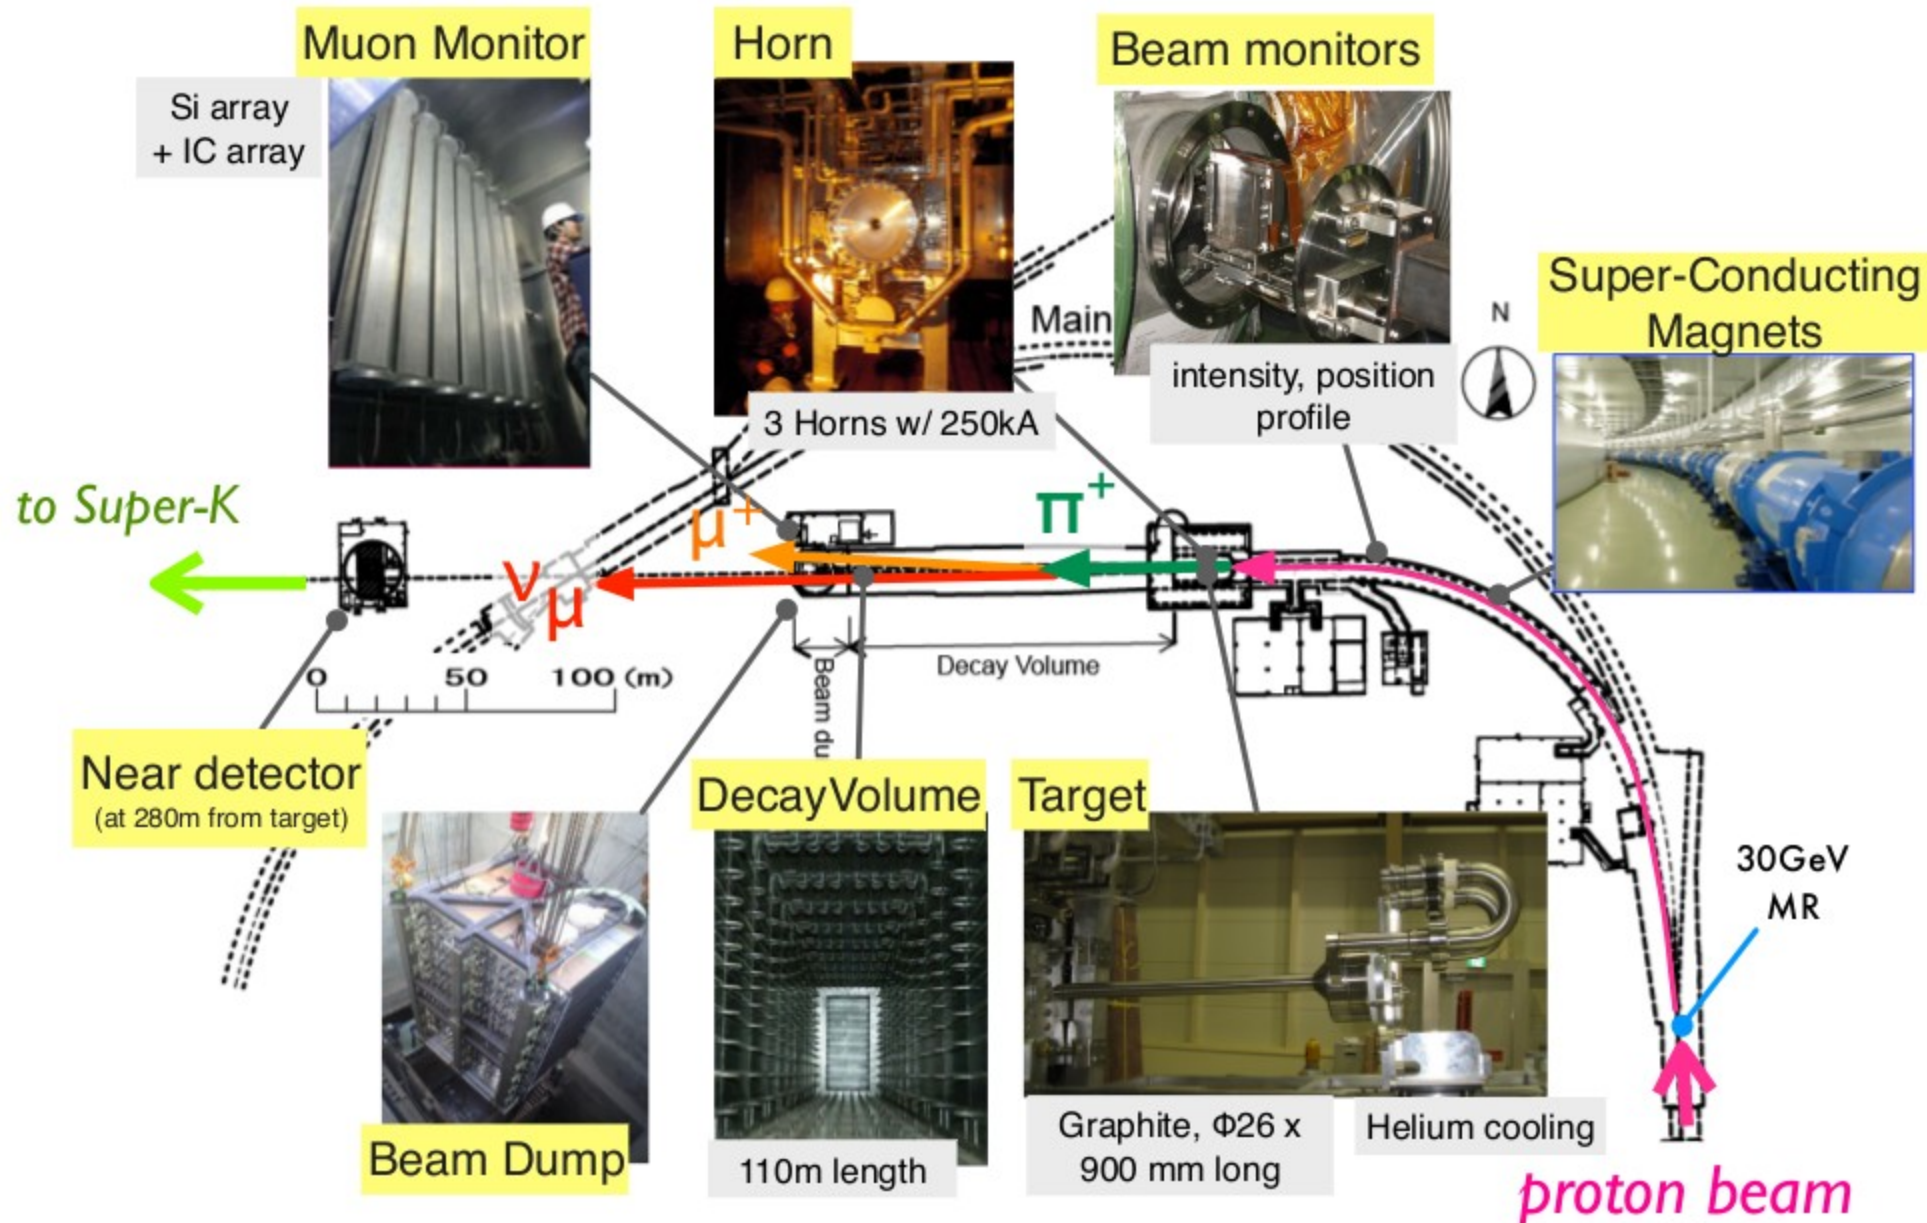 Muon Monitor
Si array
+ IC array
Horn
3 Horns w/ 250kA
Beam monitors
intensity, position
profile
Main
N
Super-Conducting
Magnets
to Super-K
μ+
π+
νμ
0 50 100 (m)
Decay Volume
Beam du
Near detector
(at 280m from target)
Beam Dump
DecayVolume
110m length
Target
Graphite, Φ26 x
900 mm long
Helium cooling
30GeV
MR
proton beam